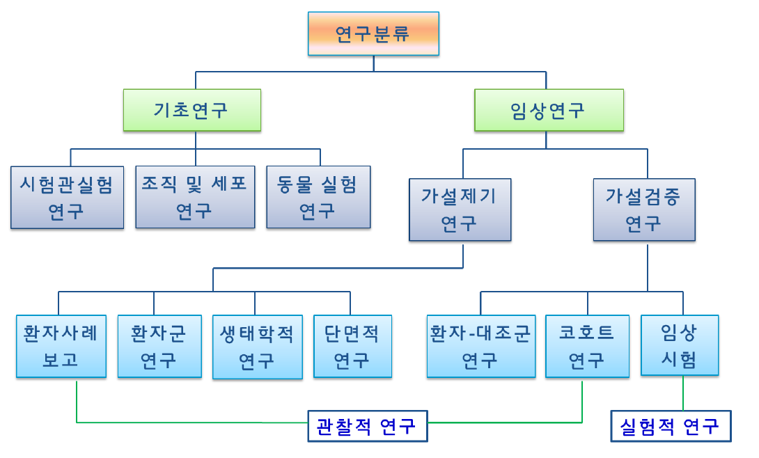 연구분류
기초연구
임상연구
시험관실험
연구
조직 및 세포
연구
동물 실험
연구
가설제기
연구
가설검증
연구
환자사례
보고
환자군
연구
생태학적
연구
단면적
연구
환자-대조군
연구
코호트
연구
임상
시험
관찰적 연구
실험적 연구